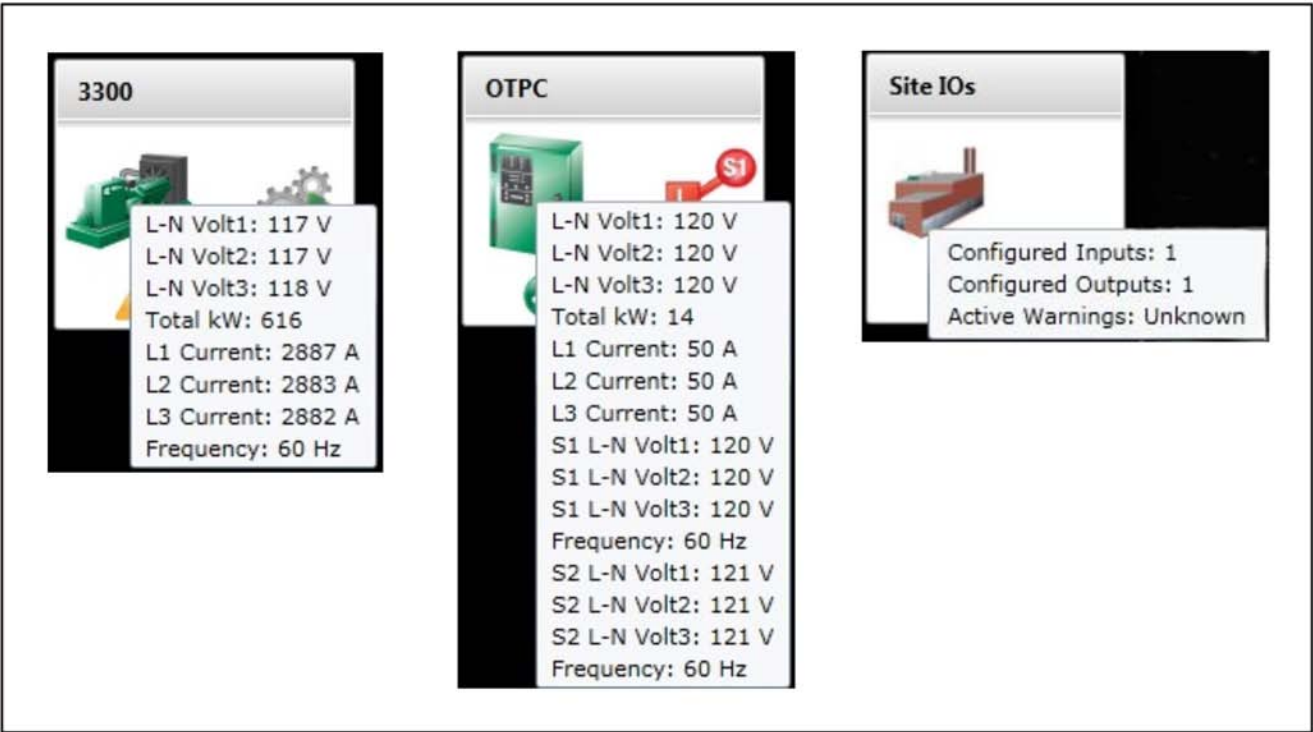 3300
L-N Volt1: 117 V
L-N Volt2: 117 V
L-N Volt3: 118 V
Total kW: 616
L1 Current: 2887 A
L2 Current: 2883 A
L3 Current: 2882 A
Frequency: 60 Hz
OTPC
S1
L-N Volt1: 120 V
L-N Volt2: 120 V
L-N Volt3: 120 V
Total kW: 14
L1 Current: 50 A
L2 Current: 50 A
L3 Current: 50 A
S1 L-N Volt1: 120 V
S1 L-N Volt2: 120 V
S1 L-N Volt3: 120 V
Frequency: 60 Hz
S2 L-N Volt1: 121 V
S2 L-N Volt2: 121 V
S2 L-N Volt3: 121 V
Frequency: 60 Hz
Site IOs
Configured Inputs: 1
Configured Outputs: 1
Active Warnings: Unknown